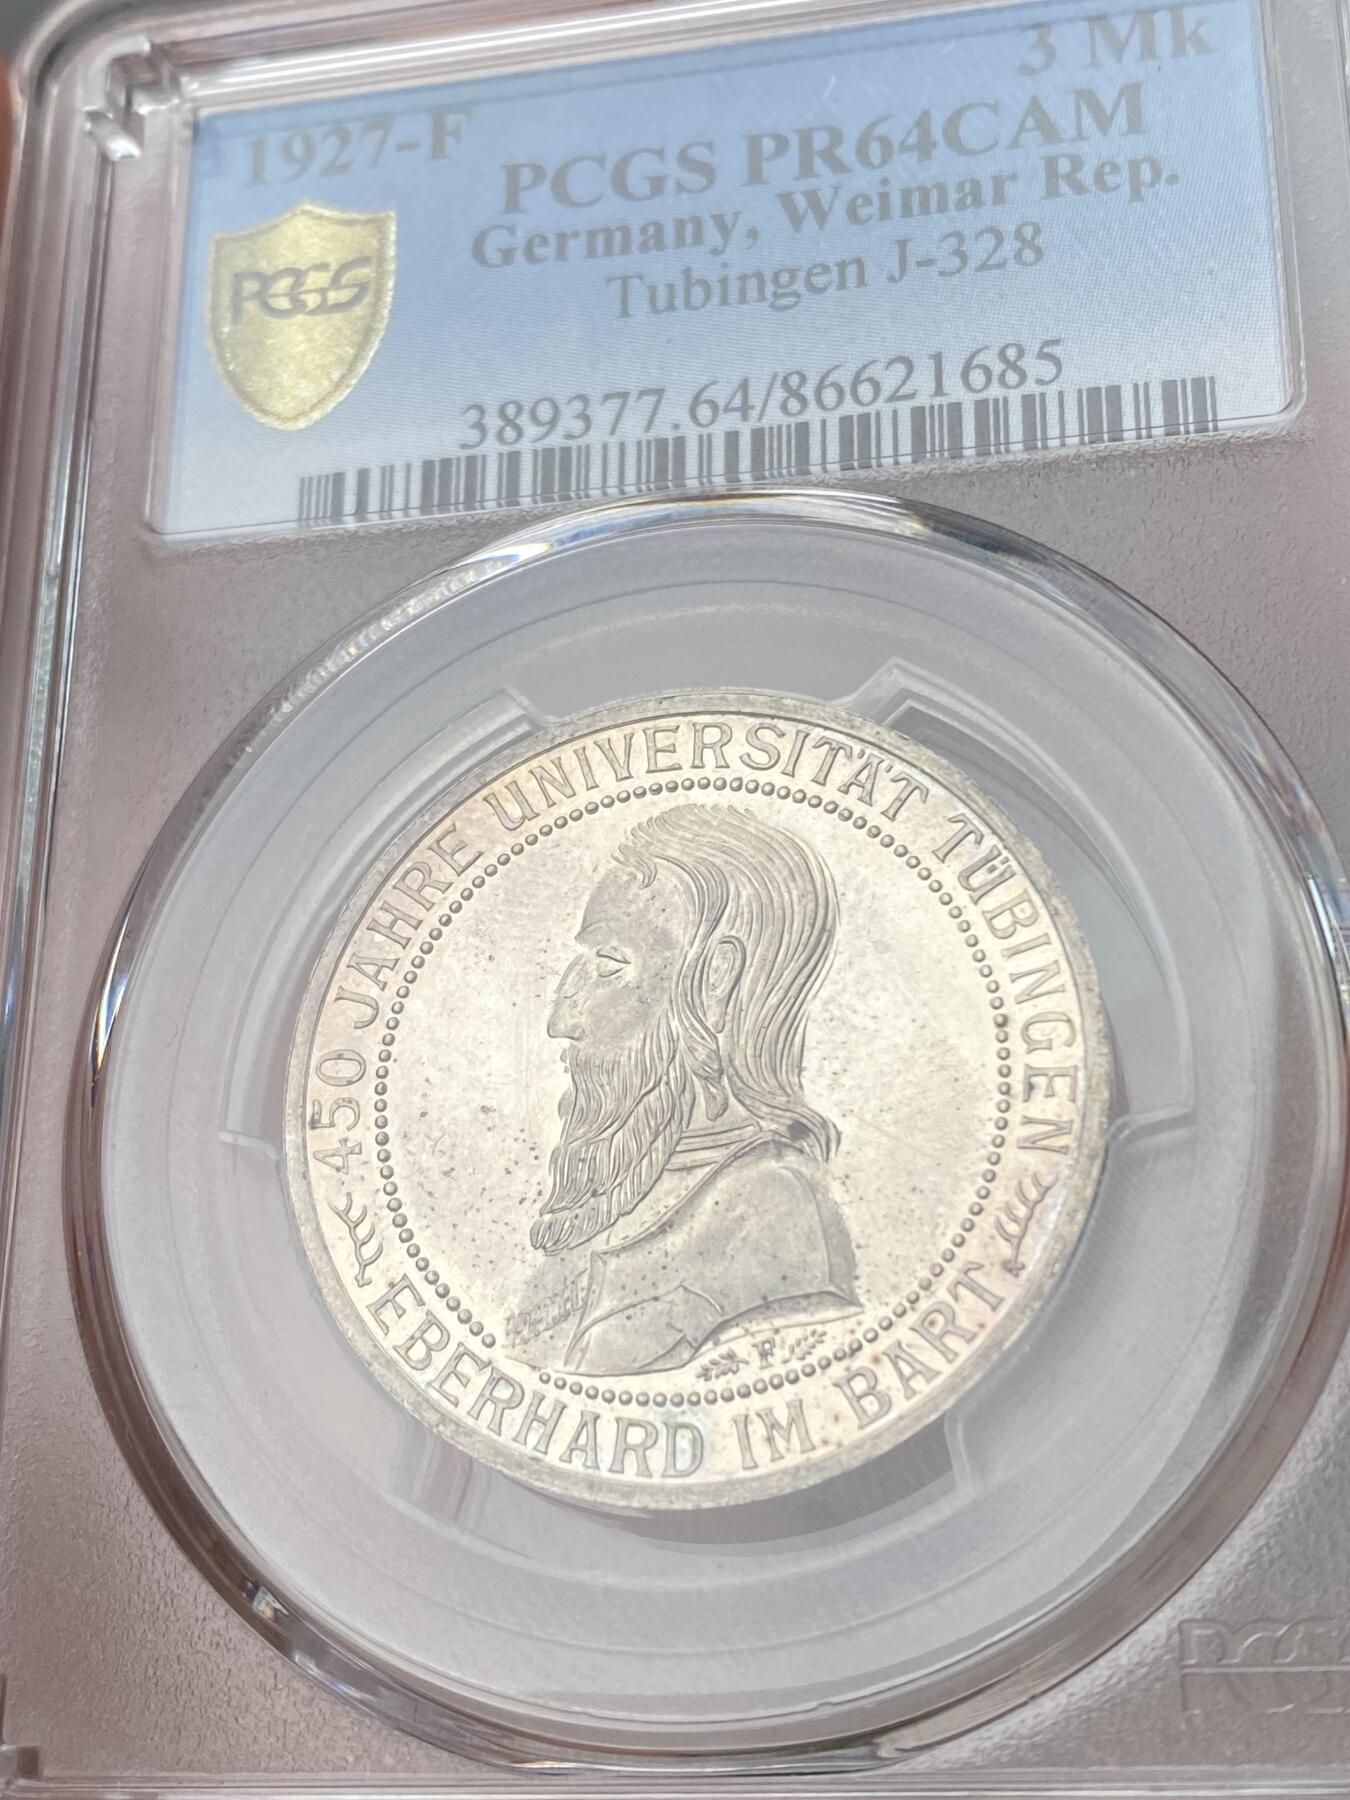 3 Mk
1927-F
PCGS PR64CAM
Germany, Weimar Rep.
Tubingen J-328
PCGS
389377.64/86621685
450 JAHRE UNIVERSITÄT TÜBINGEN
F
EBERHARD IM BART
PCGS